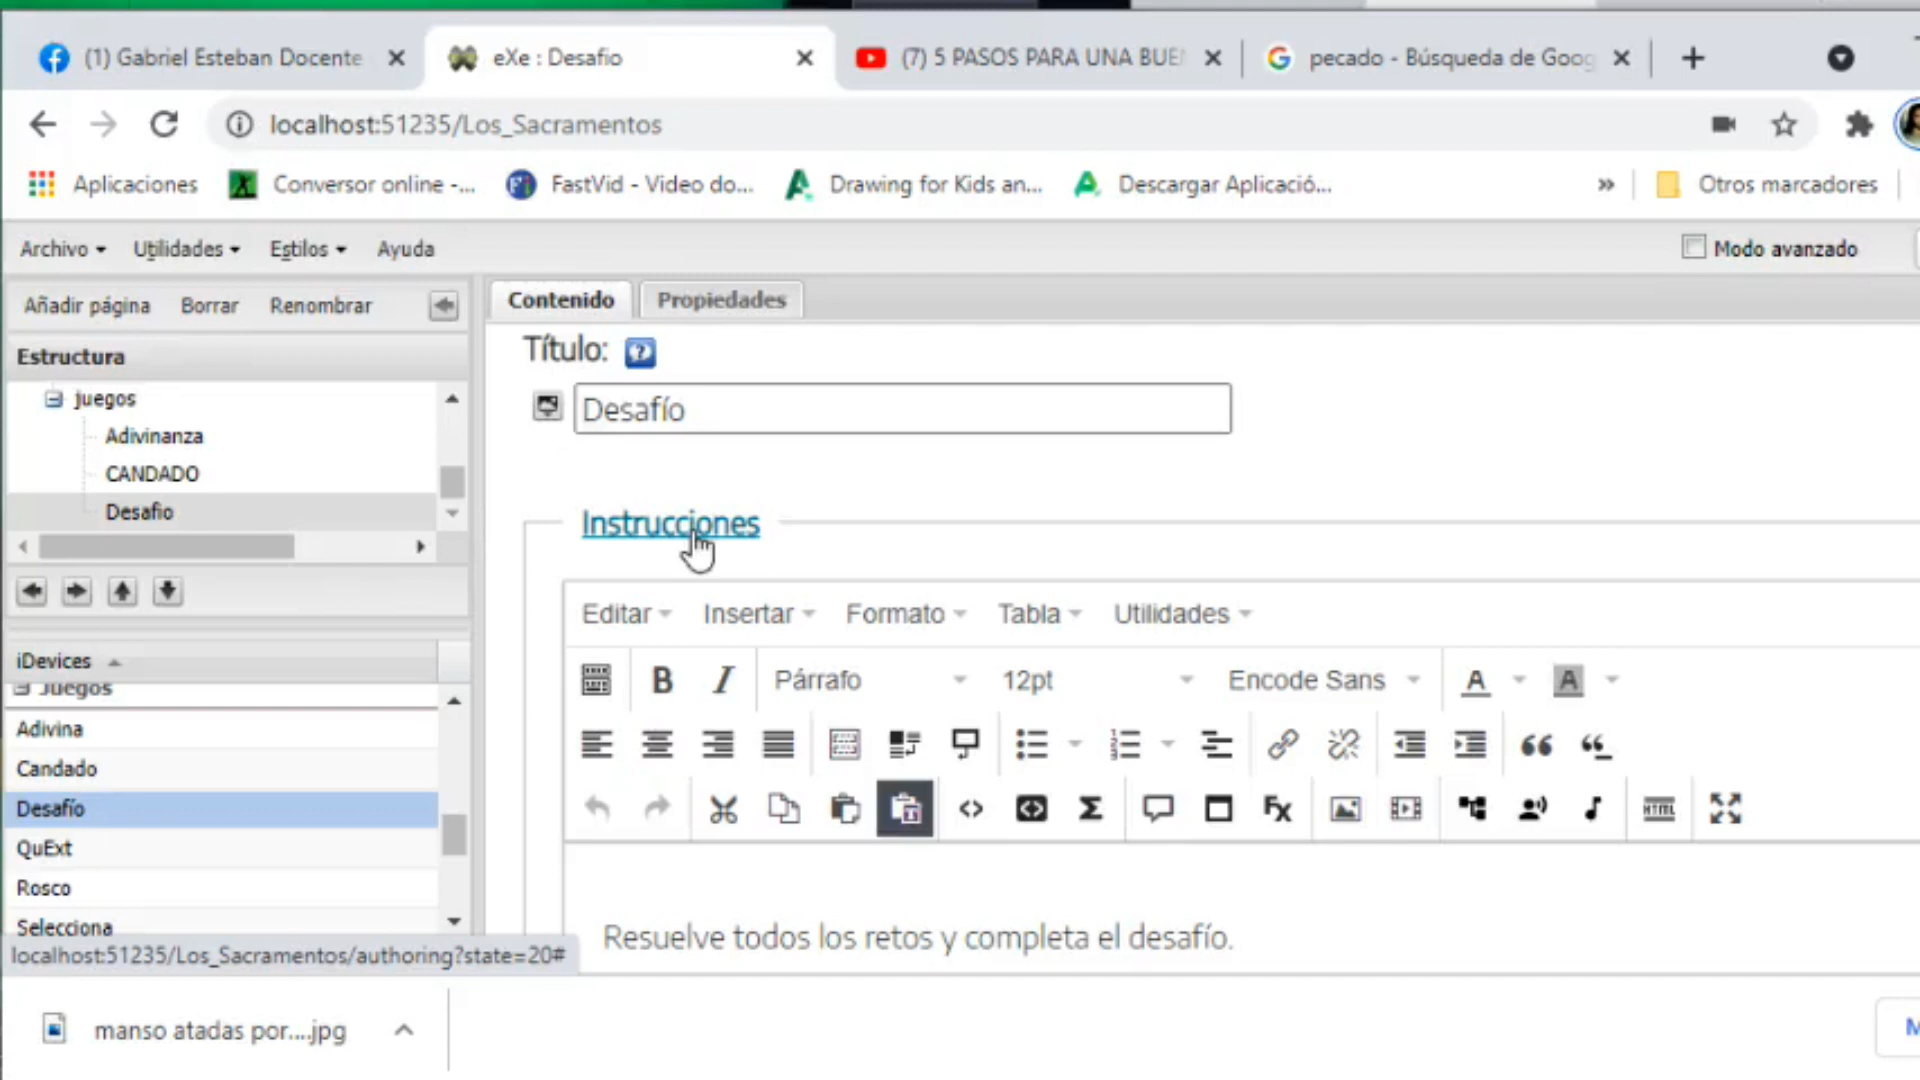 (1) Gabriel Esteban Docente
eXe : Desafio
(7) 5 PASOS PARA UNA BUE
pecado - Búsqueda de Goog
localhost:51235/Los_Sacramentos
Aplicaciones
Conversor online -...
FastVid - Video do...
Drawing for Kids an...
Descargar Aplicació...
»
Otros marcadores
Archivo
Utilidades
Estilos
Ayuda
Modo avanzado
Añadir página
Borrar
Renombrar
Contenido
Propiedades
Estructura
juegos
Adivinanza
CANDADO
Desafio
Título:
Desafío
Instrucciones
Editar
Insertar
Formato
Tabla
Utilidades
B I Párrafo 12pt Encode Sans A A
iDevices
Juegos
Adivina
Candado
Desafío
QuExt
Rosco
Selecciona
HTML
Resuelve todos los retos y completa el desafío.
localhost:51235/Los_Sacramentos/authoring?state=20#
manso atadas por....jpg